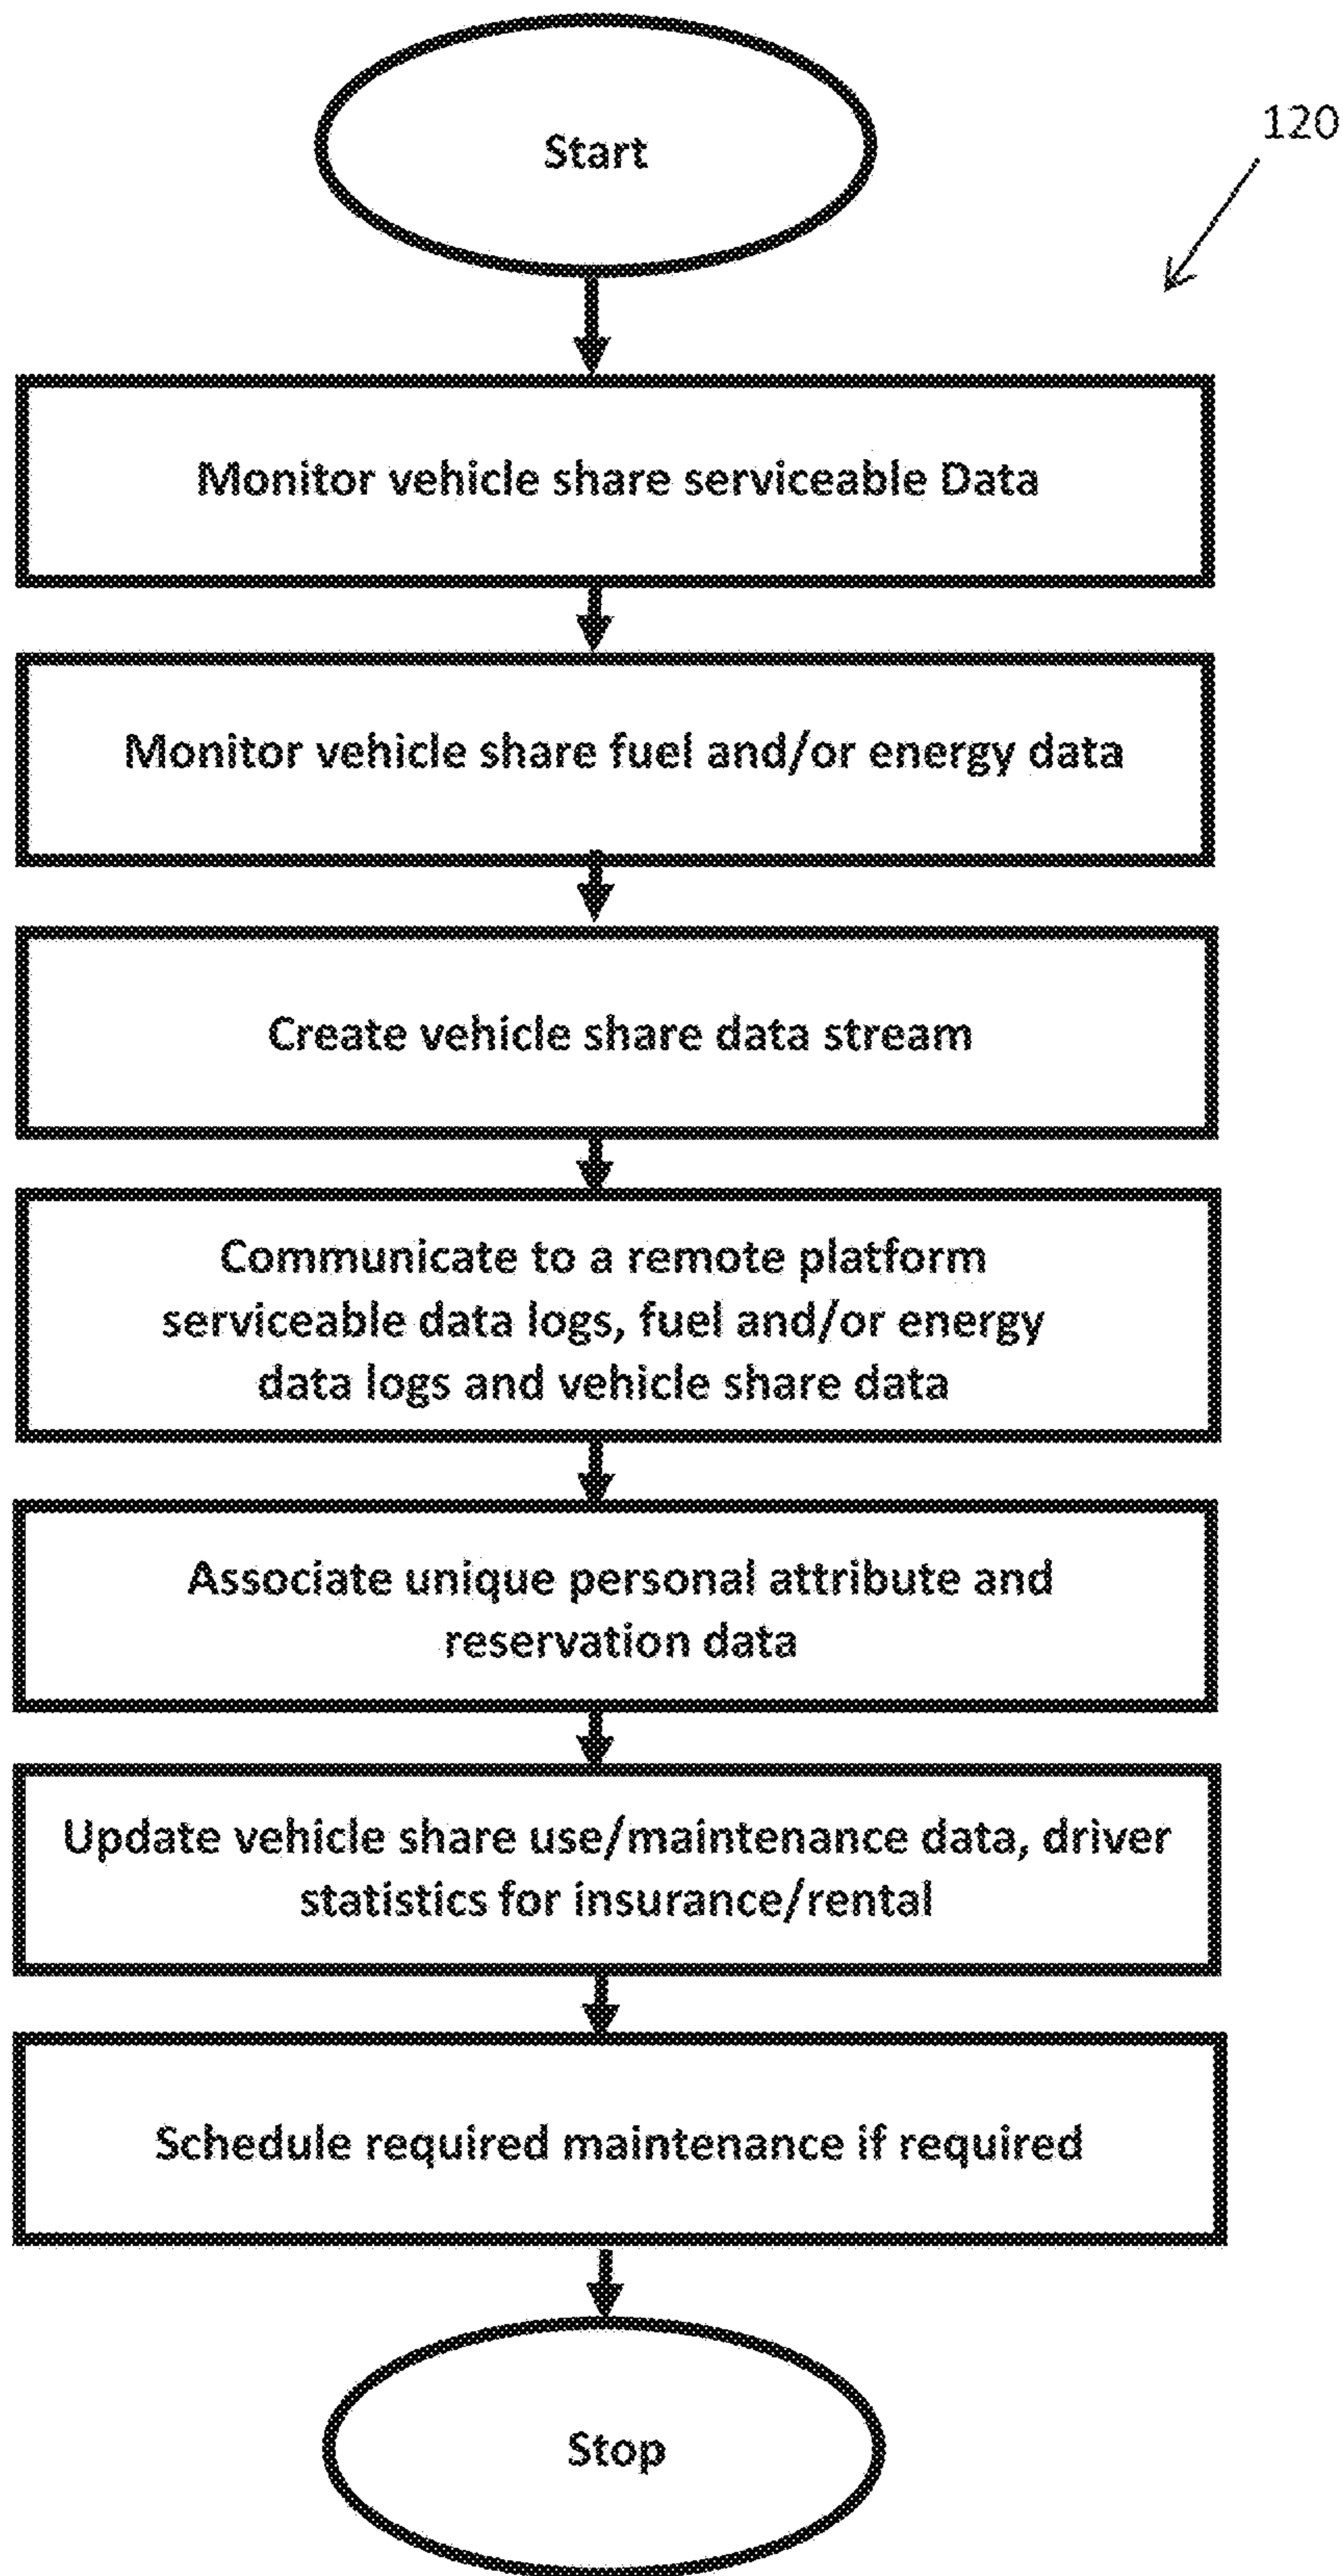 Start
120
Monitor vehicle share serviceable Data
Monitor vehicle share fuel and/or energy data
Create vehicle share data stream
Communicate to a remote platform
serviceable data logs, fuel and/or energy
data logs and vehicle share data
Associate unique personal attribute and
reservation data
Update vehicle share use/maintenance data, driver
statistics for insurance/rental
Schedule required maintenance if required
Stop